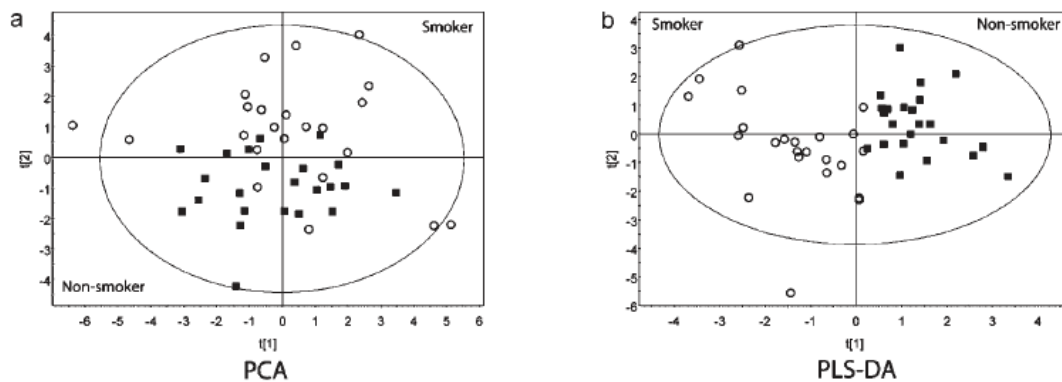 a
Smoker
4
3
2
1
0
-1
-2
-3
-4
t[2]
Non-smoker
-6 -5 -4 -3 -2 -1 0 1 2 3 4 5 6
t[1]
PCA
b
Smoker Non-smoker
4
3
2
1
0
-1
-2
-3
-4
-5
-6
t[2]
-4 -3 -2 -1 0 1 2 3 4
t[1]
PLS-DA